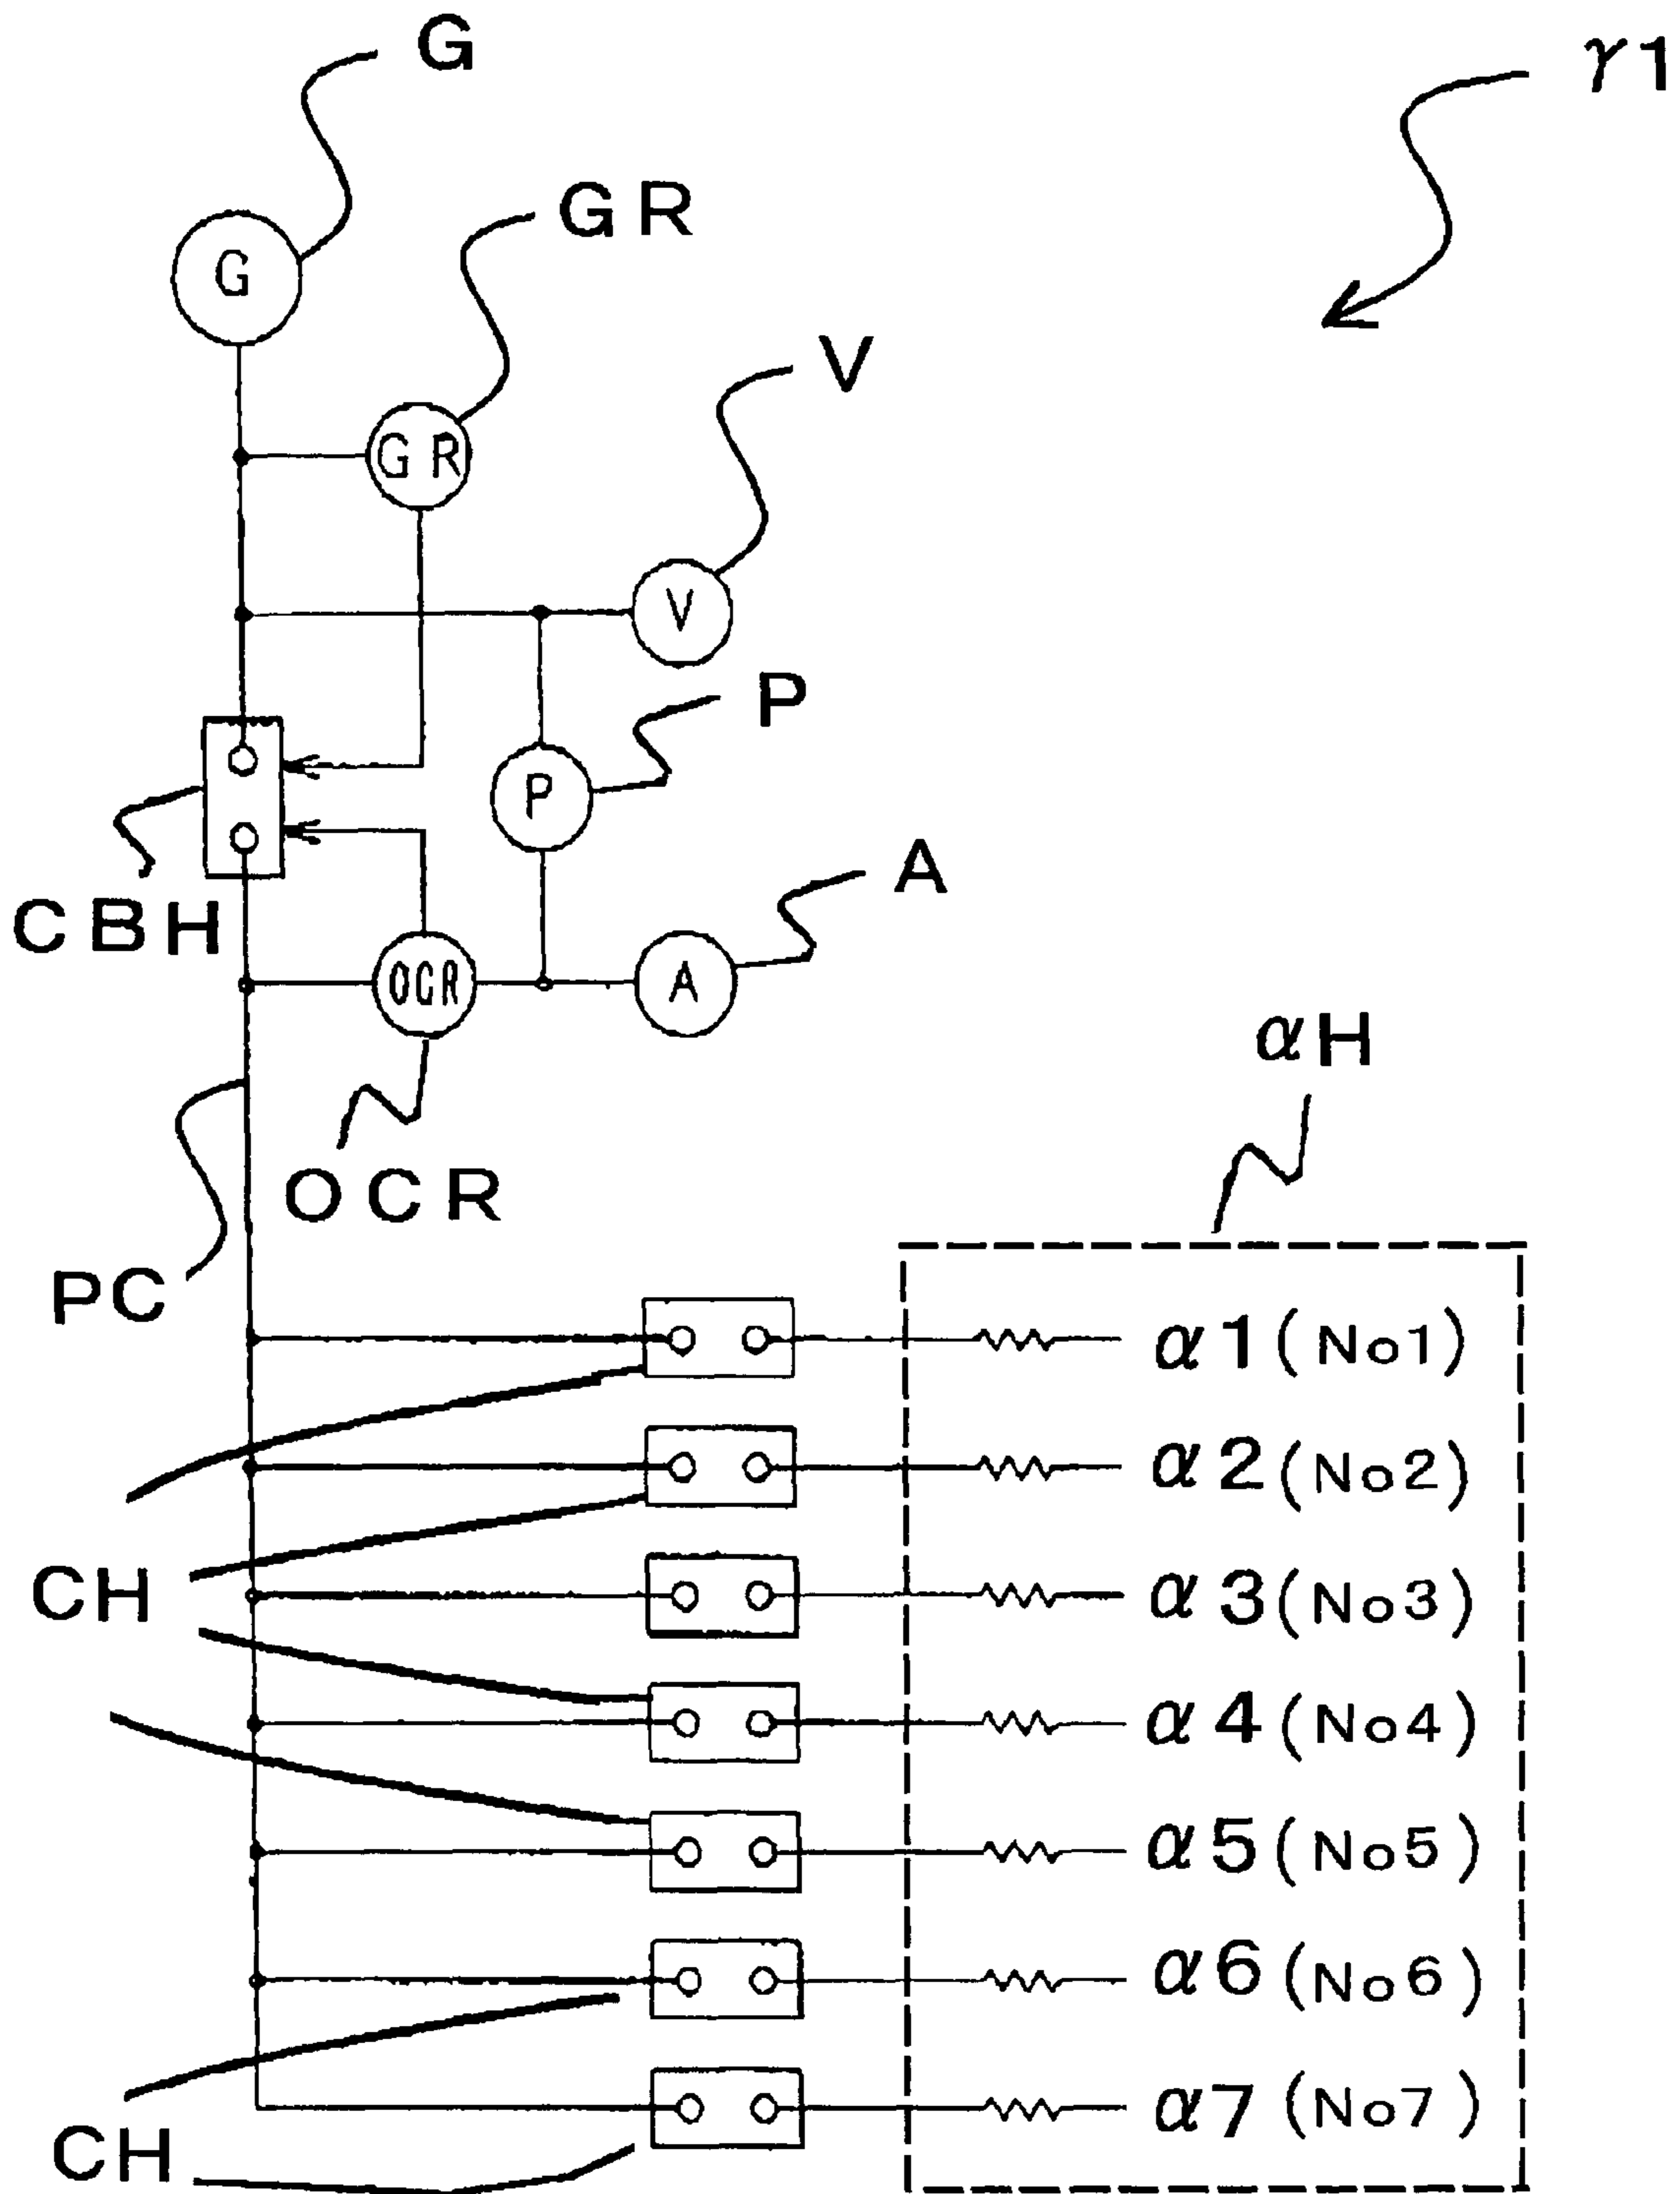 G
γ1
GR
G
V
GR
V
P
P
A
CBH
OCR
A
αH
OCR
PC
α1(No1)
α2(No2)
CH
α3(No3)
α4(No4)
α5(No5)
α6(No6)
α7(No7)
CH